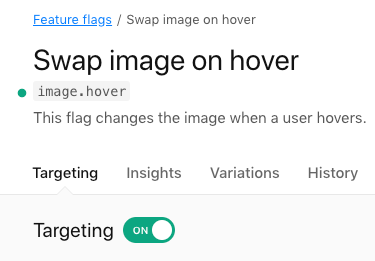 Feature flags / Swap image on hover
Swap image on hover
image.hover
This flag changes the image when a user hovers.
Targeting Insights Variations History
Targeting ON